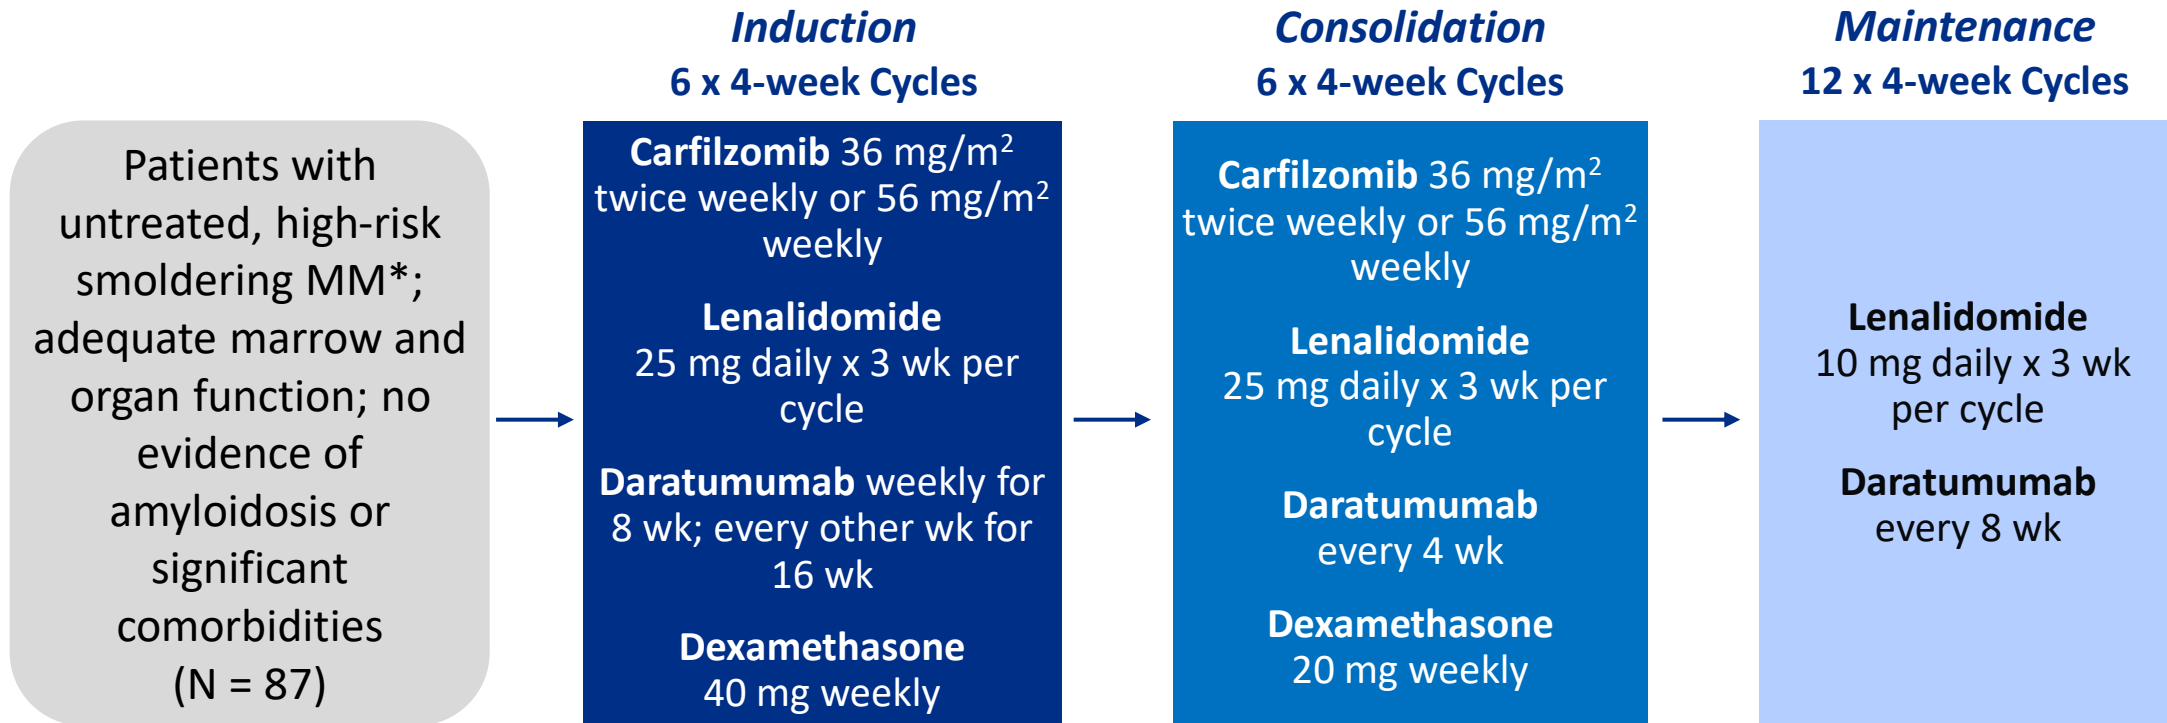 Induction
6 x 4-week Cycles
Consolidation
6 x 4-week Cycles
Maintenance
12 x 4-week Cycles
Patients with
untreated, high-risk
smoldering MM*;
adequate marrow and
organ function; no
evidence of
amyloidosis or
significant
comorbidities
(N = 87)
Carfilzomib 36 mg/m²
twice weekly or 56 mg/m²
weekly
Lenalidomide
25 mg daily x 3 wk per
cycle
Daratumumab weekly for
8 wk; every other wk for
16 wk
Dexamethasone
40 mg weekly
Carfilzomib 36 mg/m²
twice weekly or 56 mg/m²
weekly
Lenalidomide
25 mg daily x 3 wk per
cycle
Daratumumab
every 4 wk
Dexamethasone
20 mg weekly
Lenalidomide
10 mg daily x 3 wk
per cycle
Daratumumab
every 8 wk